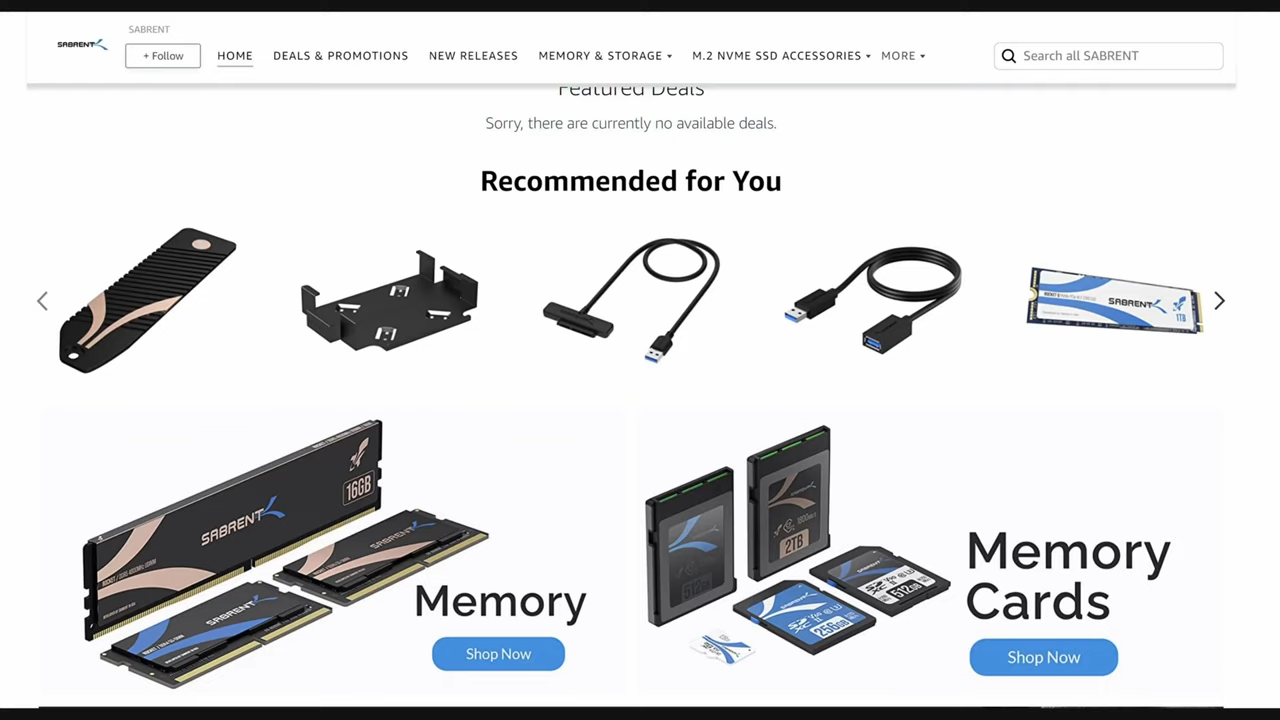 SABRENT
SABRENT
+ Follow
HOME
DEALS & PROMOTIONS
NEW RELEASES
MEMORY & STORAGE
M.2 NVME SSD ACCESSORIES
MORE
Search all SABRENT
Featured Deals
Sorry, there are currently no available deals.
Recommended for You
SABRENT
1TB
16GB
SABRENT
SABRENT
SABRENT
Memory
Shop Now
2TB
512GB
256GB
512GB
Memory
Cards
Shop Now